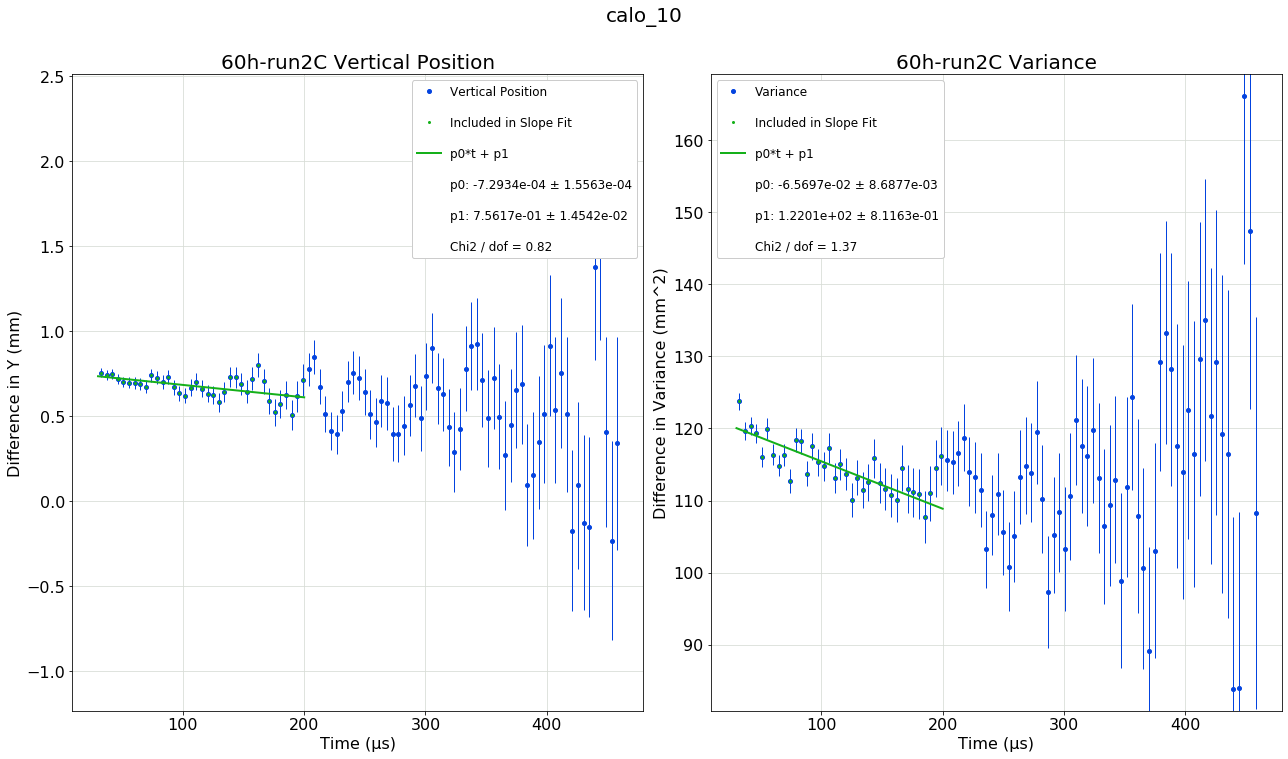 calo_10
60h-run2C Vertical Position
Difference in Y (mm)
2.5
2.0
1.5
1.0
0.5
0.0
−0.5
−1.0
100 200 300 400
Time (μs)
Vertical Position
Included in Slope Fit
p0*t + p1
p0: -7.2934e-04 ± 1.5563e-04
p1: 7.5617e-01 ± 1.4542e-02
Chi2 / dof = 0.82
60h-run2C Variance
Difference in Variance (mm^2)
160
150
140
130
120
110
100
90
100 200 300 400
Time (μs)
Variance
Included in Slope Fit
p0*t + p1
p0: -6.5697e-02 ± 8.6877e-03
p1: 1.2201e+02 ± 8.1163e-01
Chi2 / dof = 1.37